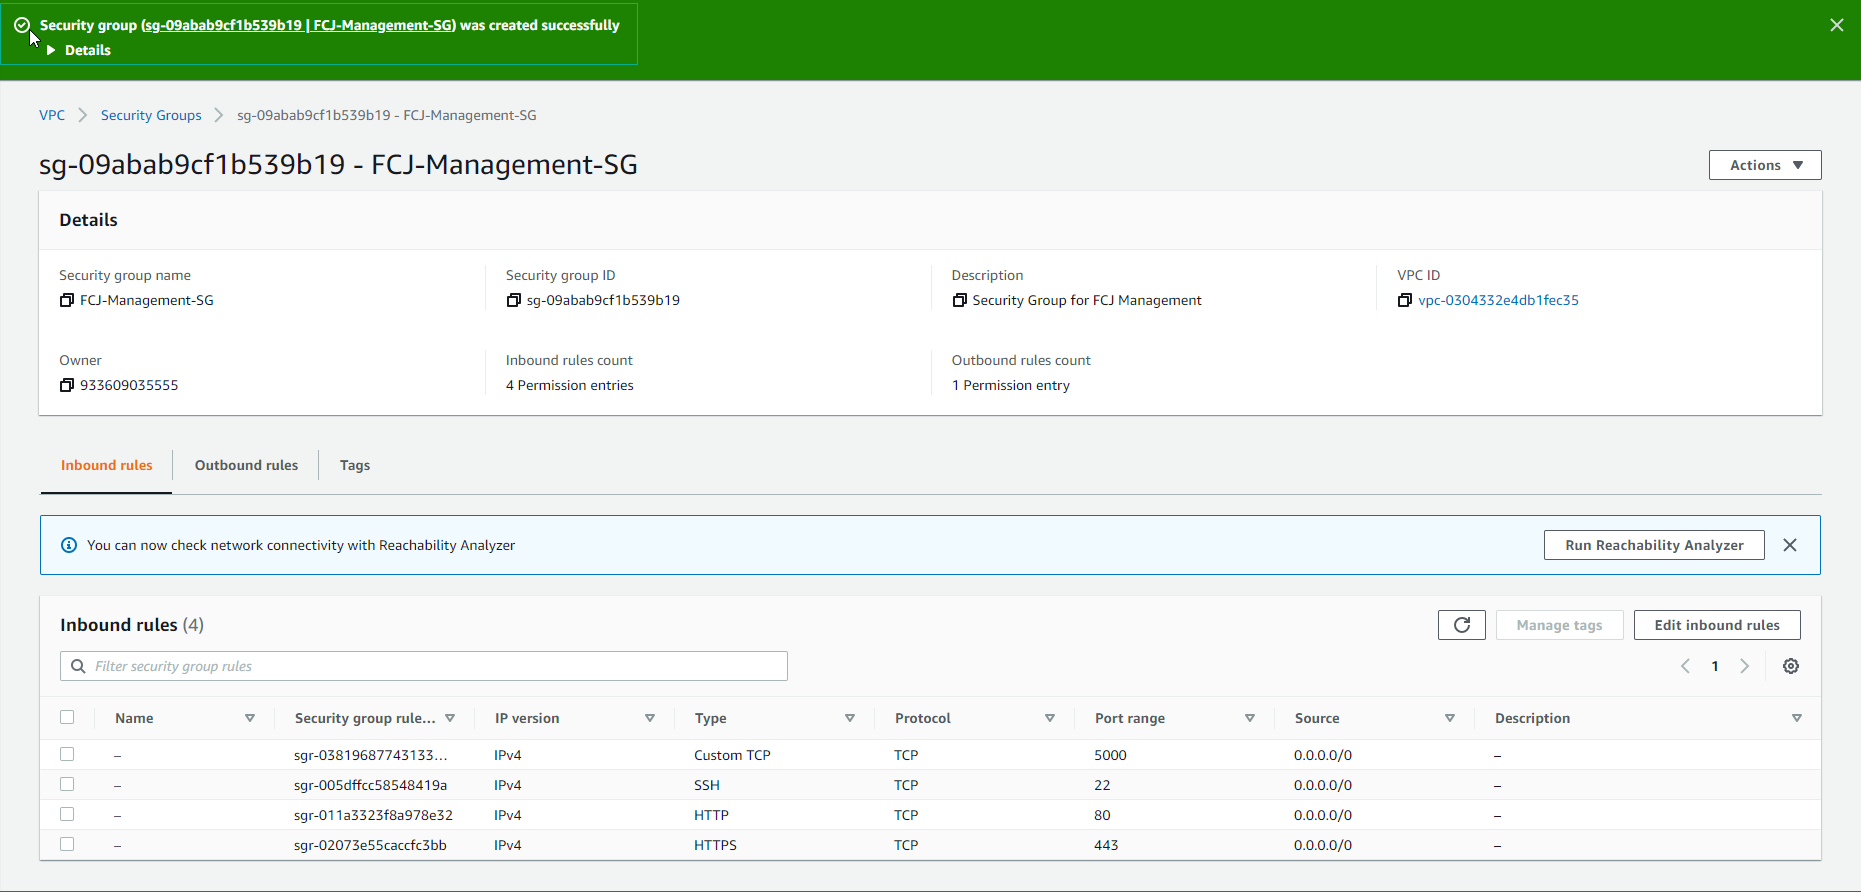 Security group (sg-09abab9cf1b539b19 | FCJ-Management-SG) was created successfully
Details
VPC Security Groups sg-09abab9cf1b539b19 - FCJ-Management-SG
sg-09abab9cf1b539b19 - FCJ-Management-SG
Actions
Details
Security group name Security group ID Description VPC ID
FCJ-Management-SG sg-09abab9cf1b539b19 Security Group for FCJ Management vpc-0304332e4db1fec35
Owner Inbound rules count Outbound rules count
933609035555 4 Permission entries 1 Permission entry
Inbound rules Outbound rules Tags
You can now check network connectivity with Reachability Analyzer Run Reachability Analyzer
Inbound rules (4) Manage tags Edit inbound rules
Filter security group rules 1
Name Security group rule... IP version Type Protocol Port range Source Description
– sgr-03819687743133... IPv4 Custom TCP TCP 5000 0.0.0.0/0 –
– sgr-005dffcc58548419a IPv4 SSH TCP 22 0.0.0.0/0 –
– sgr-011a3323f8a978e32 IPv4 HTTP TCP 80 0.0.0.0/0 –
– sgr-02073e55caccfc3bb IPv4 HTTPS TCP 443 0.0.0.0/0 –